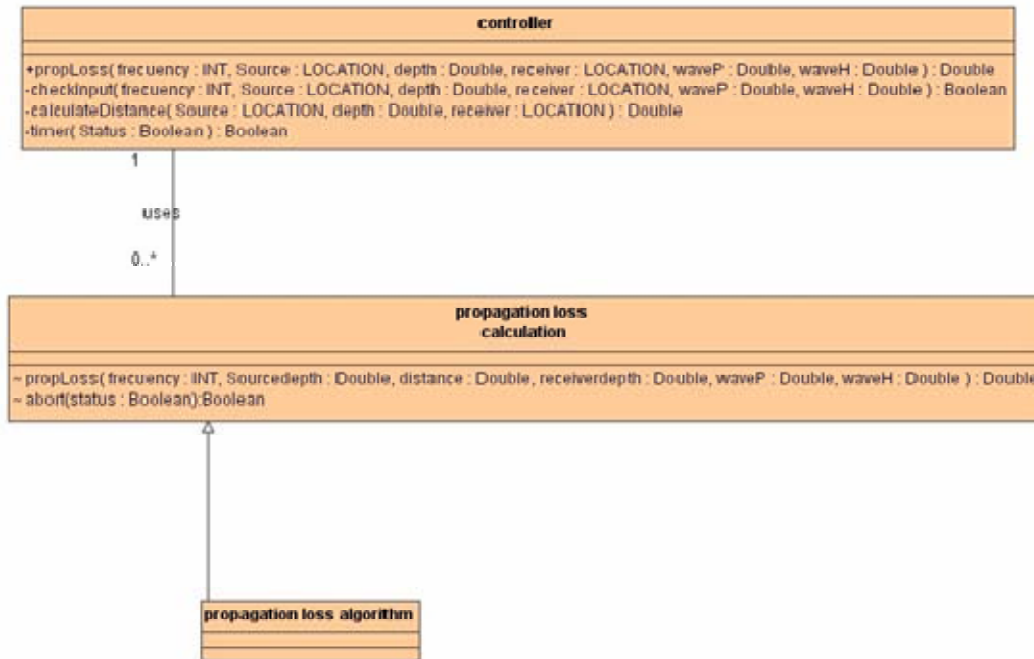 controller
+propLoss( frecuency : INT, Source : LOCATION, depth : Double, receiver : LOCATION, waveP : Double, waveH : Double ) : Double
-checkInput( frecuency : INT, Source : LOCATION, depth : Double, receiver : LOCATION, waveP : Double, waveH : Double ) : Boolean
-calculateDistance( Source : LOCATION, depth : Double, receiver : LOCATION ) : Double
-timer( Status : Boolean ) : Boolean
1
uses
0..*
propagation loss
calculation
~ propLoss( frecuency : INT, Sourcedepth : Double, distance : Double, receiverdepth : Double, waveP : Double, waveH : Double ) : Double
~ abort(status : Boolean):Boolean
propagation loss algorithm